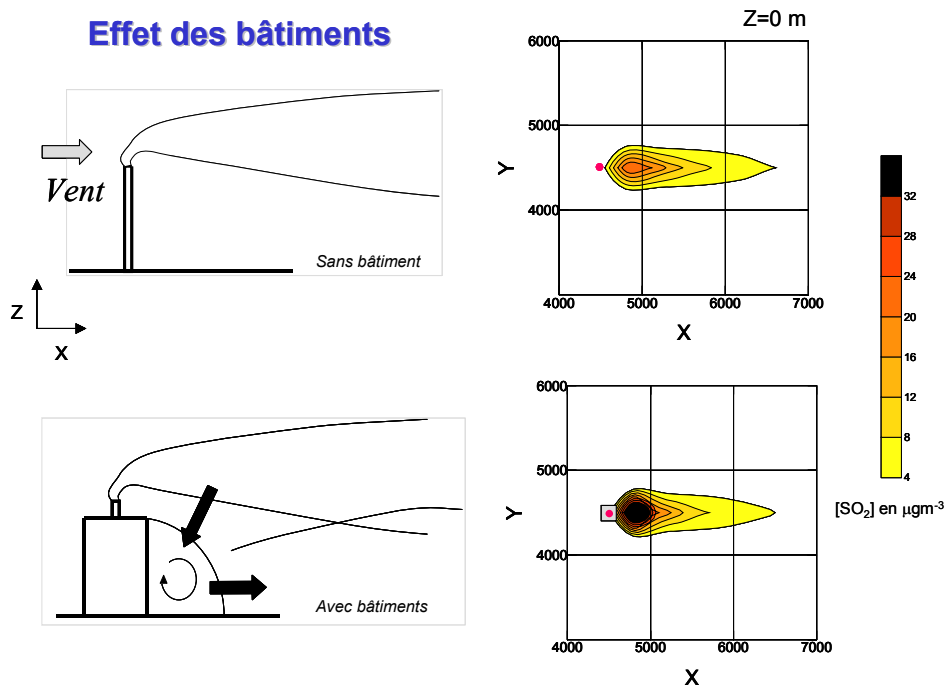 Effet des bâtiments
Z=0 m
Vent
Sans bâtiment
Z
X
6000
5000
4000
Y
4000 5000 6000 7000
X
32
28
24
20
16
12
8
4
[SO2] en µgm-3
Avec bâtiments
6000
5000
4000
Y
4000 5000 6000 7000
X